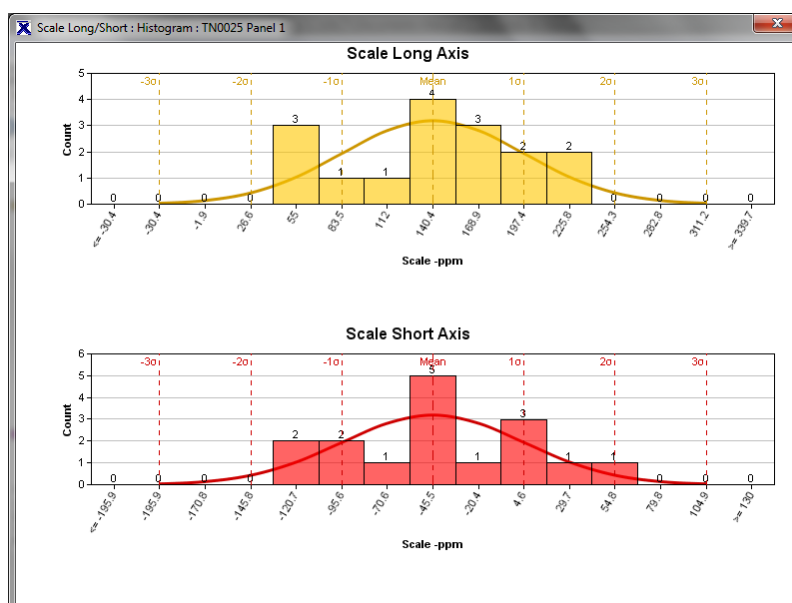 Scale Long/Short : Histogram : TN0025 Panel 1
Scale Long Axis
-3σ -2σ -1σ Mean 1σ 2σ 3σ
Count
5
4
3
2
1
0
0 0 0 0 3 1 1 4 3 2 2 0 0 0 0
<= -30.4 -30.4 -1.9 26.6 55 83.5 112 140.4 168.9 197.4 225.8 254.3 282.8 311.2 >= 339.7
Scale -ppm
Scale Short Axis
-3σ -2σ -1σ Mean 1σ 2σ 3σ
Count
6
5
4
3
2
1
0
0 0 0 0 2 2 1 5 1 3 1 1 0 0 0
<= -195.9 -195.9 -170.8 -145.8 -120.7 -95.6 -70.6 -45.5 -20.4 4.6 29.7 54.8 79.8 104.9 >= 130
Scale -ppm